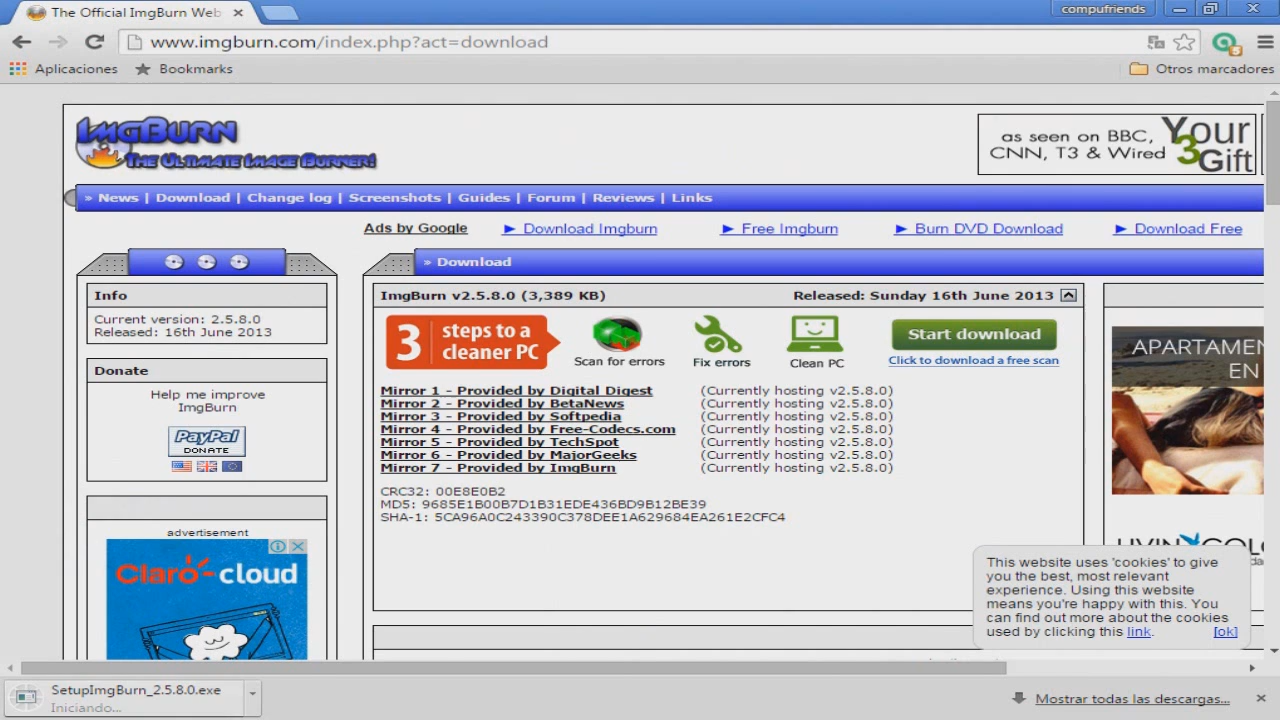 The Official ImgBurn Web
compufriends
www.imgburn.com/index.php?act=download
Aplicaciones
Bookmarks
Otros marcadores
ImgBurn
The Ultimate Image Burner!
as seen on BBC,
CNN, T3 & Wired
Your
3
Gift
» News | Download | Change log | Screenshots | Guides | Forum | Reviews | Links
Ads by Google
► Download Imgburn
► Free Imgburn
► Burn DVD Download
► Download Free
» Download
Info
Current version: 2.5.8.0
Released: 16th June 2013
Donate
Help me improve
ImgBurn
PayPal
DONATE
advertisement
Claro-cloud
ImgBurn v2.5.8.0 (3,389 KB)
Released: Sunday 16th June 2013
3 steps to a
cleaner PC
Scan for errors
Fix errors
Clean PC
Start download
Click to download a free scan
Mirror 1 - Provided by Digital Digest (Currently hosting v2.5.8.0)
Mirror 2 - Provided by BetaNews (Currently hosting v2.5.8.0)
Mirror 3 - Provided by Softpedia (Currently hosting v2.5.8.0)
Mirror 4 - Provided by Free-Codecs.com (Currently hosting v2.5.8.0)
Mirror 5 - Provided by TechSpot (Currently hosting v2.5.8.0)
Mirror 6 - Provided by MajorGeeks (Currently hosting v2.5.8.0)
Mirror 7 - Provided by ImgBurn (Currently hosting v2.5.8.0)
CRC32: 00E8E0B2
MD5: 9685E1B00B7D1B31EDE436BD9B12BE39
SHA-1: 5CA96A0C243390C378DEE1A629684EA261E2CFC4
APARTAMEN
EN
This website uses 'cookies' to give
you the best, most relevant
experience. Using this website
means you're happy with this. You
can find out more about the cookies
used by clicking this link. [ok]
SetupImgBurn_2.5.8.0.exe
Iniciando...
Mostrar todas las descargas...